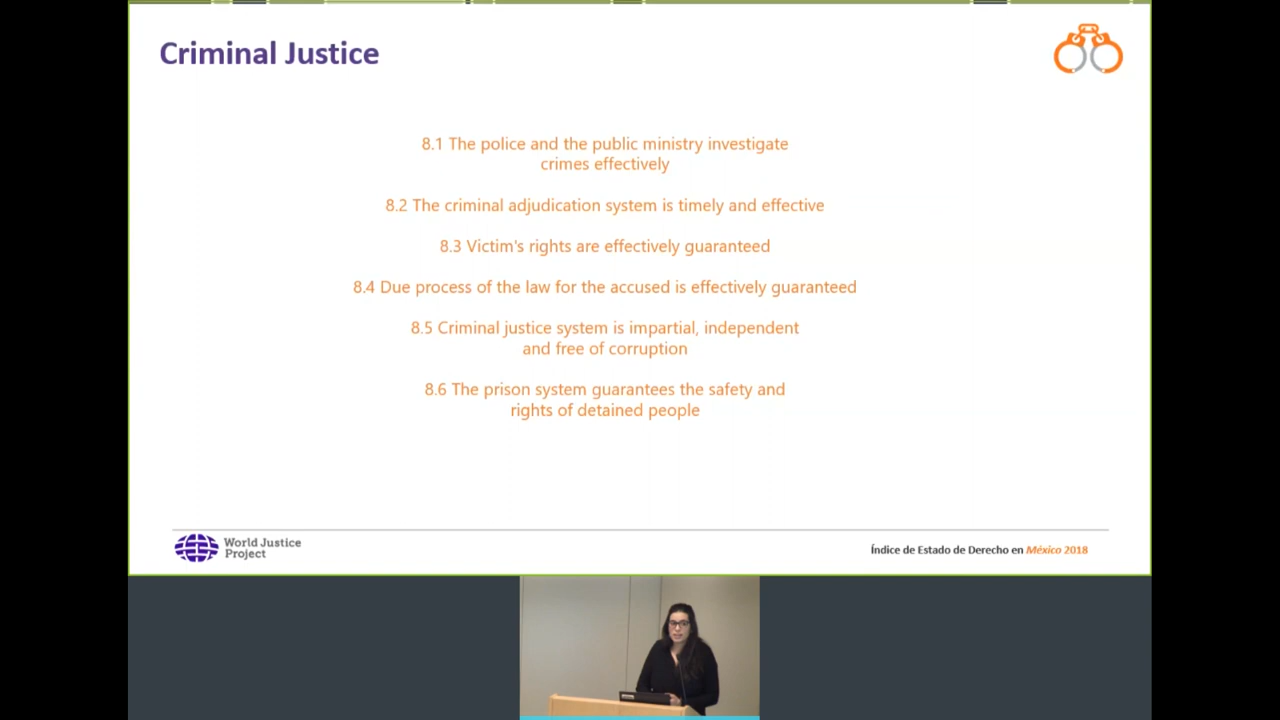 Criminal Justice
8.1 The police and the public ministry investigate
crimes effectively
8.2 The criminal adjudication system is timely and effective
8.3 Victim's rights are effectively guaranteed
8.4 Due process of the law for the accused is effectively guaranteed
8.5 Criminal justice system is impartial, independent
and free of corruption
8.6 The prison system guarantees the safety and
rights of detained people
World Justice
Project
Índice de Estado de Derecho en México 2018